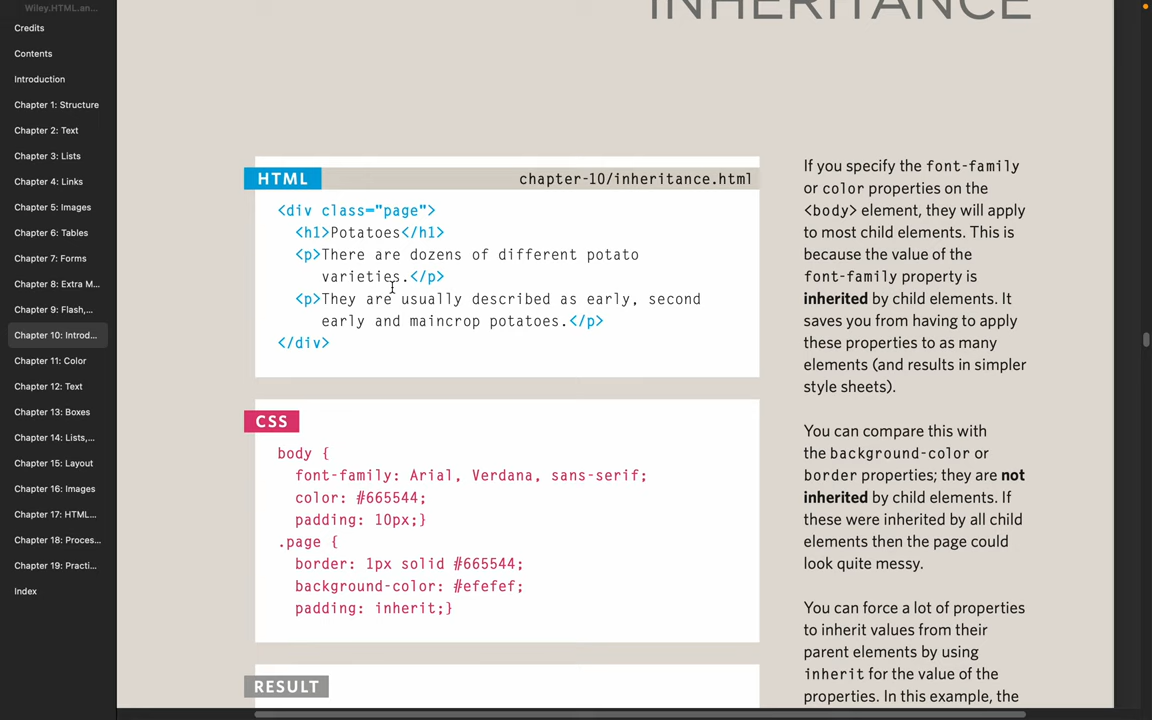 Wiley.HTML.an...
Credits
Contents
Introduction
Chapter 1: Structure
Chapter 2: Text
Chapter 3: Lists
Chapter 4: Links
Chapter 5: Images
Chapter 6: Tables
Chapter 7: Forms
Chapter 8: Extra M...
Chapter 9: Flash,...
Chapter 10: Introd...
Chapter 11: Color
Chapter 12: Text
Chapter 13: Boxes
Chapter 14: Lists,...
Chapter 15: Layout
Chapter 16: Images
Chapter 17: HTML...
Chapter 18: Proces...
Chapter 19: Practi...
Index
INHERITANCE
HTML chapter-10/inheritance.html
<div class="page">
<h1>Potatoes</h1>
<p>There are dozens of different potato
varieties.</p>
<p>They are usually described as early, second
early and maincrop potatoes.</p>
</div>
CSS
body {
font-family: Arial, Verdana, sans-serif;
color: #665544;
padding: 10px;}
.page {
border: 1px solid #665544;
background-color: #efefef;
padding: inherit;}
RESULT
If you specify the font-family
or color properties on the
<body> element, they will apply
to most child elements. This is
because the value of the
font-family property is
inherited by child elements. It
saves you from having to apply
these properties to as many
elements (and results in simpler
style sheets).
You can compare this with
the background-color or
border properties; they are not
inherited by child elements. If
these were inherited by all child
elements then the page could
look quite messy.
You can force a lot of properties
to inherit values from their
parent elements by using
inherit for the value of the
properties. In this example, the